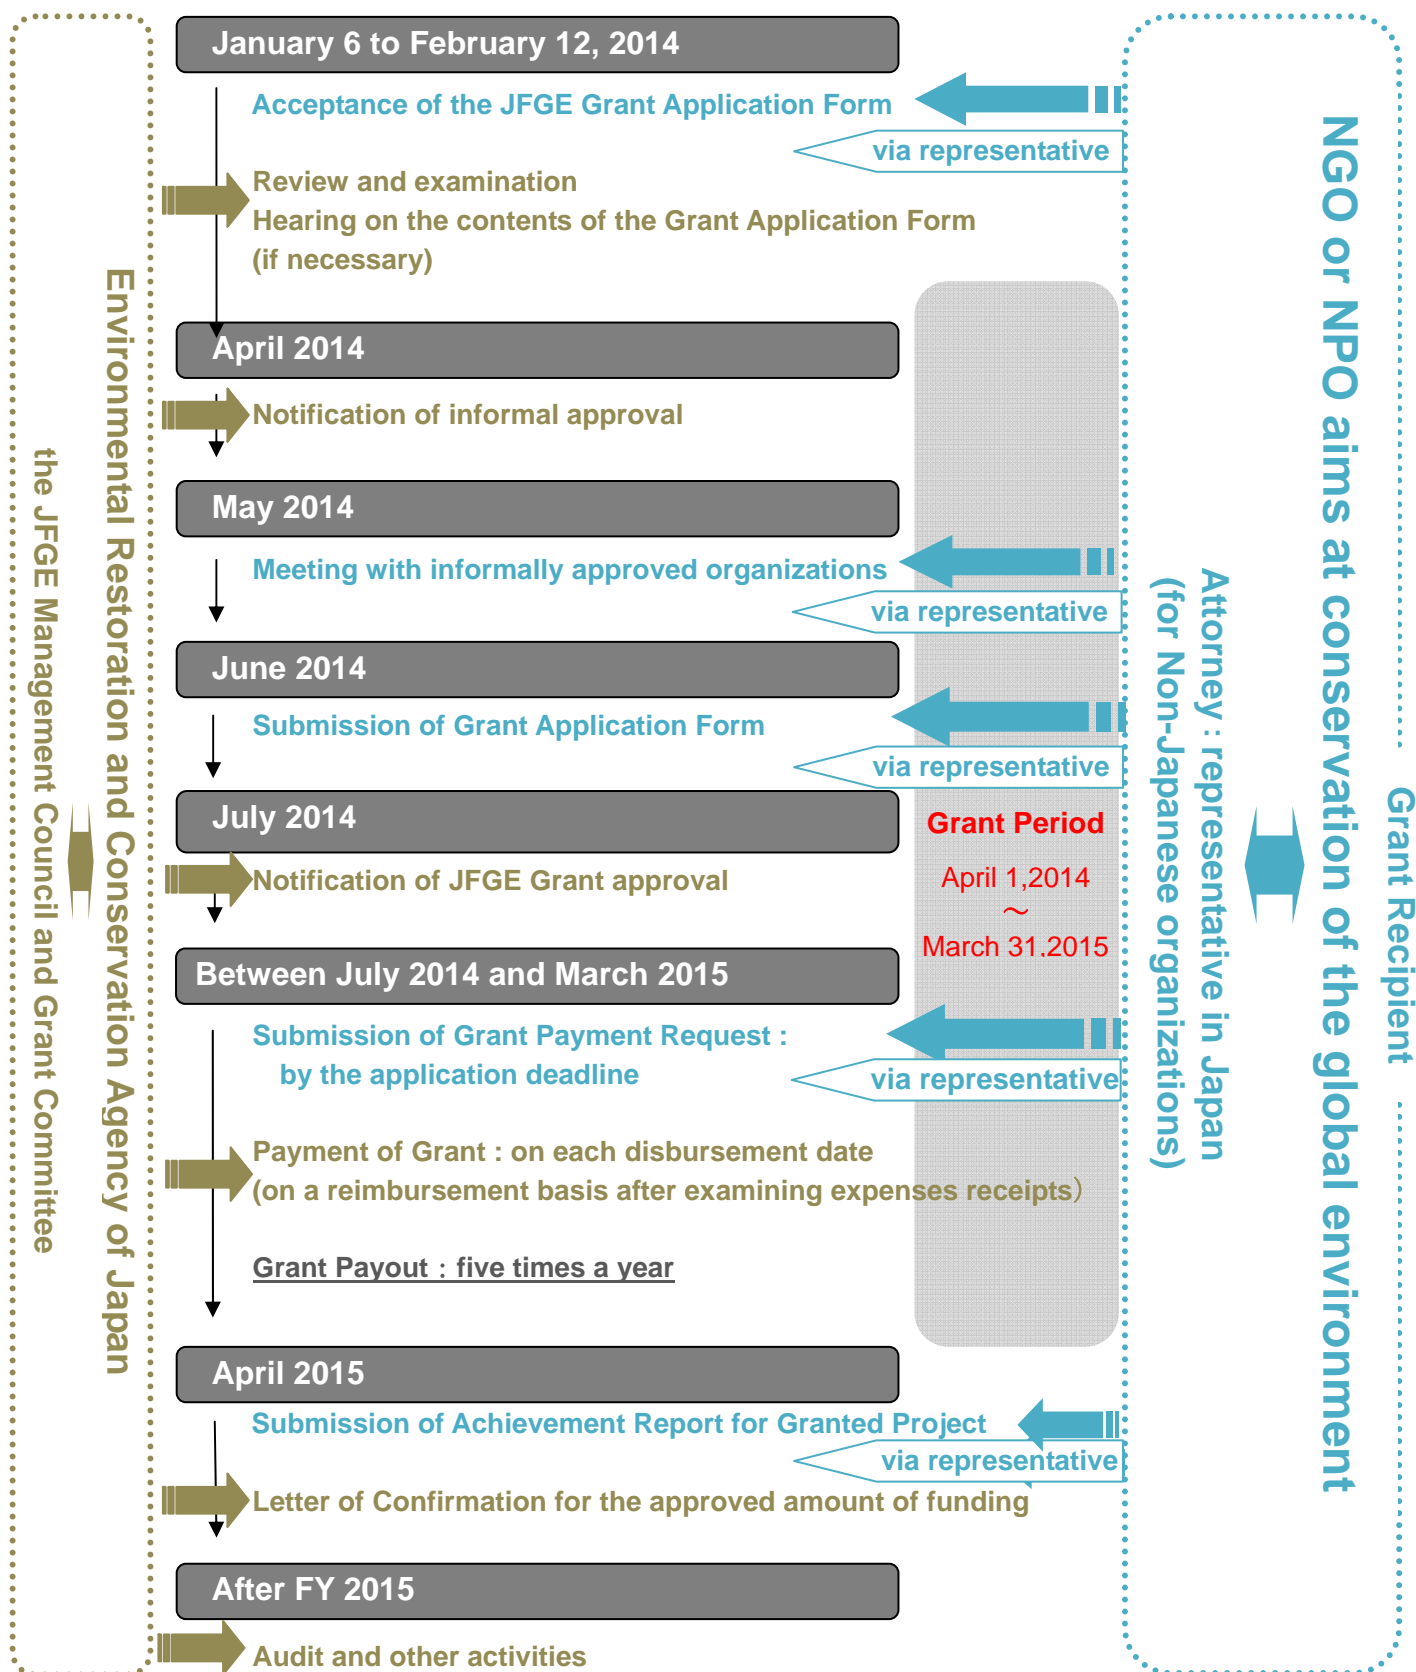 January 6 to February 12, 2014
Acceptance of the JFGE Grant Application Form
via representative
Review and examination
Hearing on the contents of the Grant Application Form
(if necessary)
April 2014
Notification of informal approval
May 2014
Meeting with informally approved organizations
via representative
June 2014
Submission of Grant Application Form
via representative
July 2014
Notification of JFGE Grant approval
Grant Period
April 1,2014
～
March 31,2015
Between July 2014 and March 2015
Submission of Grant Payment Request :
by the application deadline
via representative
Payment of Grant : on each disbursement date
(on a reimbursement basis after examining expenses receipts）
Grant Payout : five times a year
April 2015
Submission of Achievement Report for Granted Project
via representative
Letter of Confirmation for the approved amount of funding
After FY 2015
Audit and other activities
Environmental Restoration and Conservation Agency of Japan
the JFGE Management Council and Grant Committee
Grant Recipient
NGO or NPO aims at conservation of the global environment
Attorney : representative in Japan
(for Non-Japanese organizations)